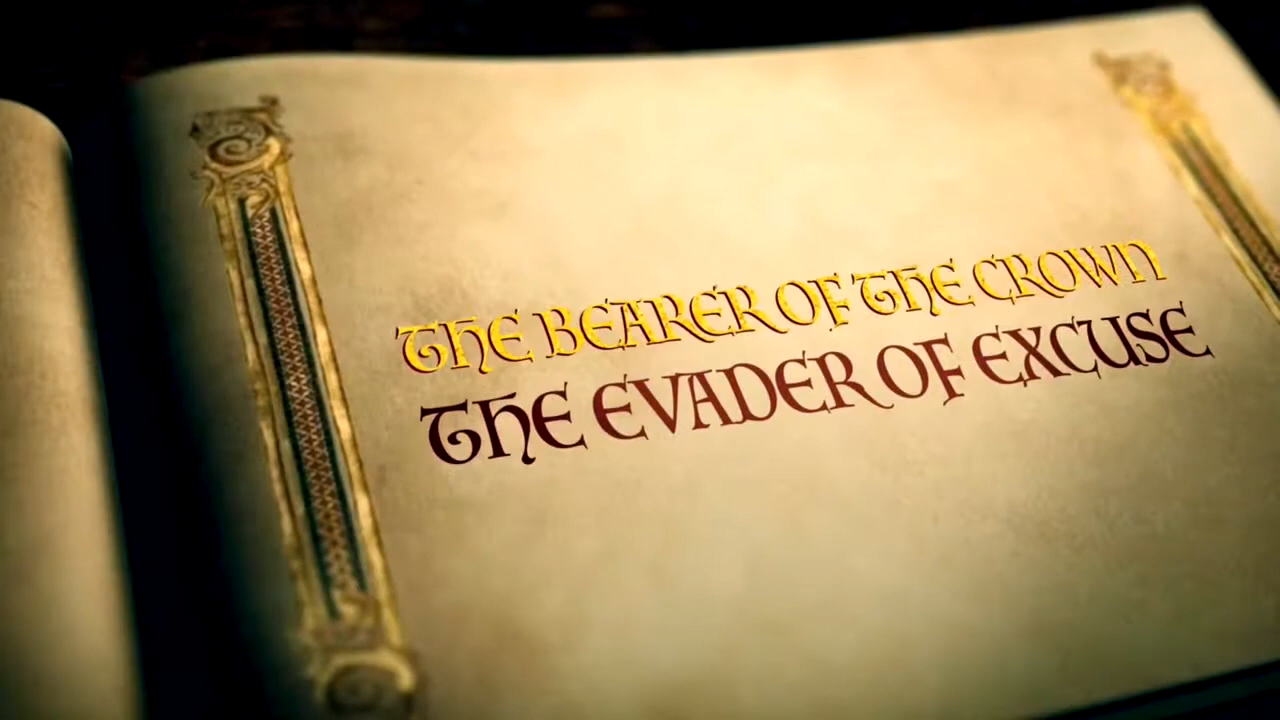 THE BEARER OF THE CROWN
THE EVADER OF EXCUSE